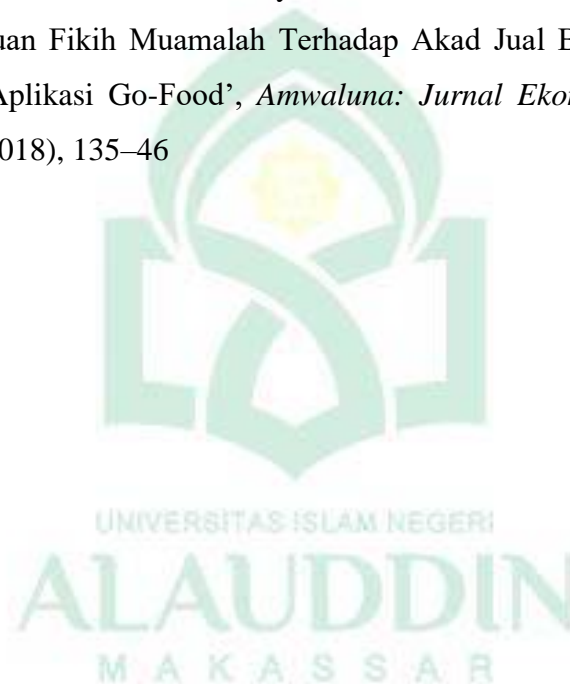 uan Fikih Muamalah Terhadap Akad Jual B
Aplikasi Go-Food’, Amwaluna: Jurnal Ekon
018), 135–46
UNIVERSITAS ISLAM NEGERI
ALAUDDIN
MAKASSAR